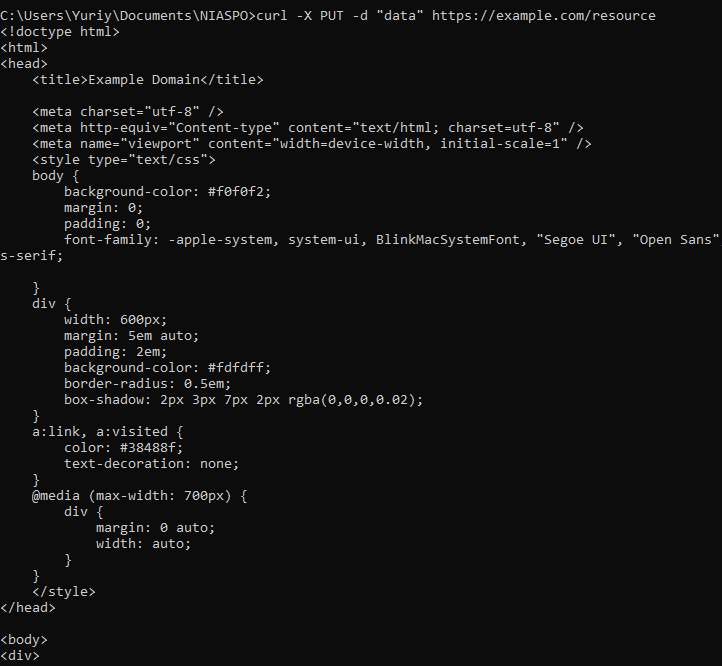 C:\Users\Yuriy\Documents\NIASPO>curl -X PUT -d "data" https://example.com/resource
<!doctype html>
<html>
<head>
    <title>Example Domain</title>

    <meta charset="utf-8" />
    <meta http-equiv="Content-type" content="text/html; charset=utf-8" />
    <meta name="viewport" content="width=device-width, initial-scale=1" />
    <style type="text/css">
    body {
        background-color: #f0f0f2;
        margin: 0;
        padding: 0;
        font-family: -apple-system, system-ui, BlinkMacSystemFont, "Segoe UI", "Open Sans"
s-serif;

    }
    div {
        width: 600px;
        margin: 5em auto;
        padding: 2em;
        background-color: #fdfdff;
        border-radius: 0.5em;
        box-shadow: 2px 3px 7px 2px rgba(0,0,0,0.02);
    }
    a:link, a:visited {
        color: #38488f;
        text-decoration: none;
    }
    @media (max-width: 700px) {
        div {
            margin: 0 auto;
            width: auto;
        }
    }
    </style>
</head>

<body>
<div>